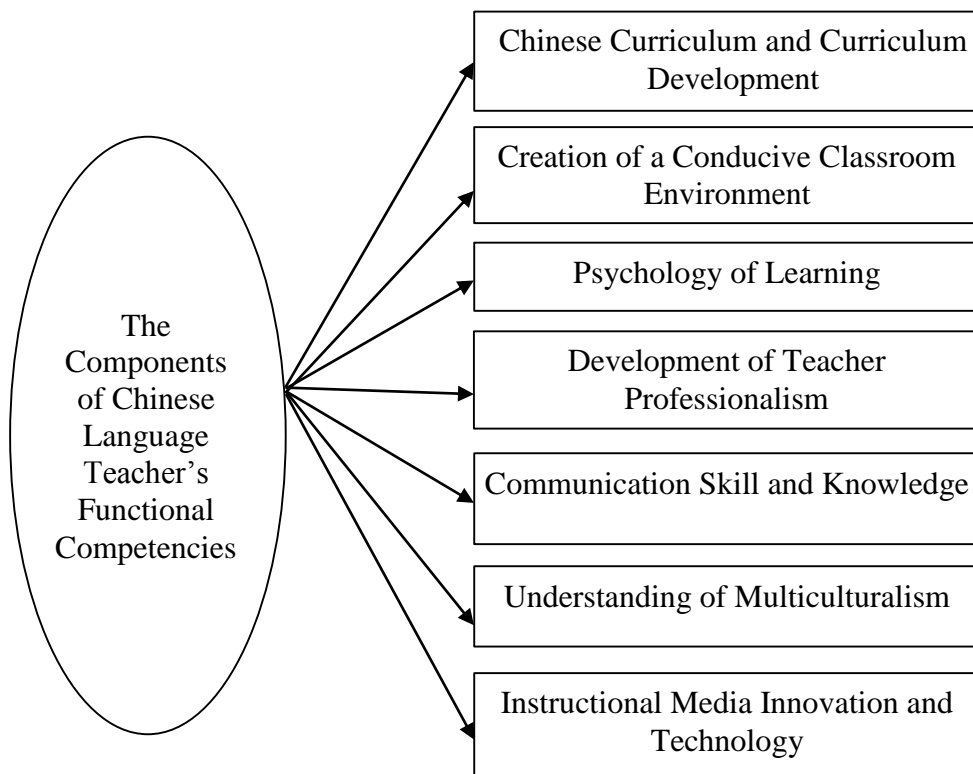 The
Components
of Chinese
Language
Teacher’s
Functional
Competencies
Chinese Curriculum and Curriculum
Development
Creation of a Conducive Classroom
Environment
Psychology of Learning
Development of Teacher
Professionalism
Communication Skill and Knowledge
Understanding of Multiculturalism
Instructional Media Innovation and
Technology